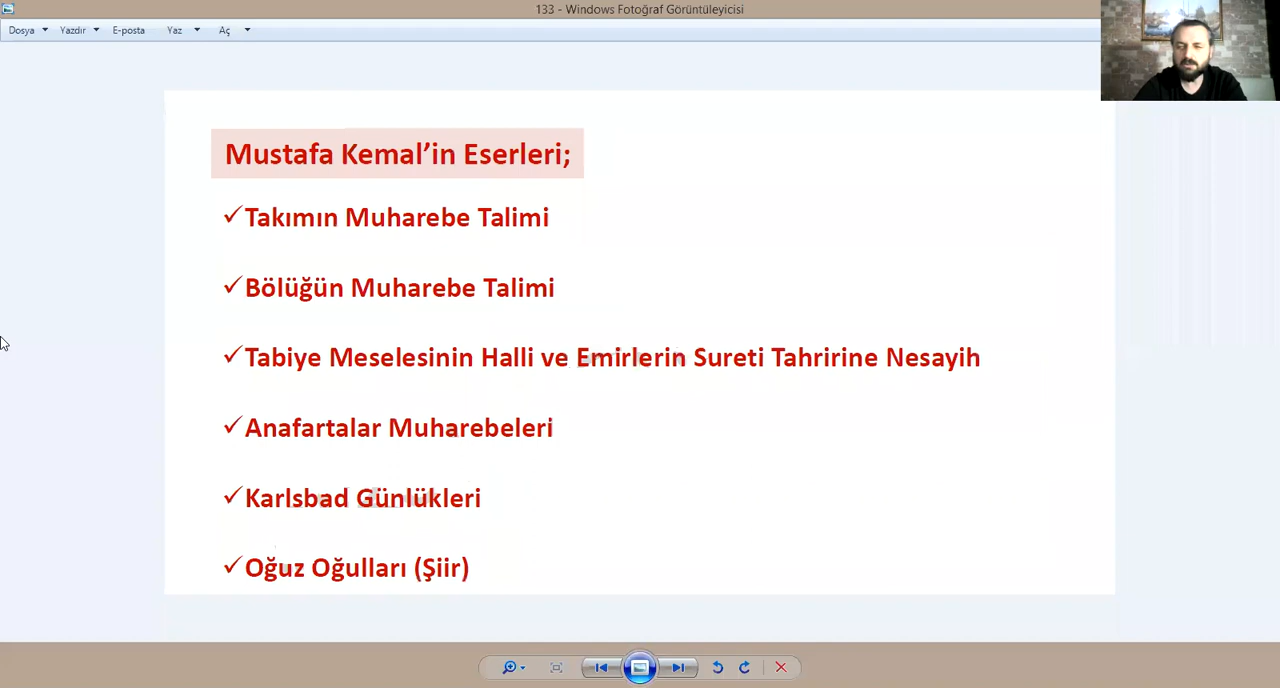 133 - Windows Fotoğraf Görüntüleyicisi
Dosya Yazdır E-posta Yaz Aç
Mustafa Kemal’in Eserleri;
✓Takımın Muharebe Talimi
✓Bölüğün Muharebe Talimi
✓Tabiye Meselesinin Halli ve Emirlerin Sureti Tahririne Nesayih
✓Anafartalar Muharebeleri
✓Karlsbad Günlükleri
✓Oğuz Oğulları (Şiir)